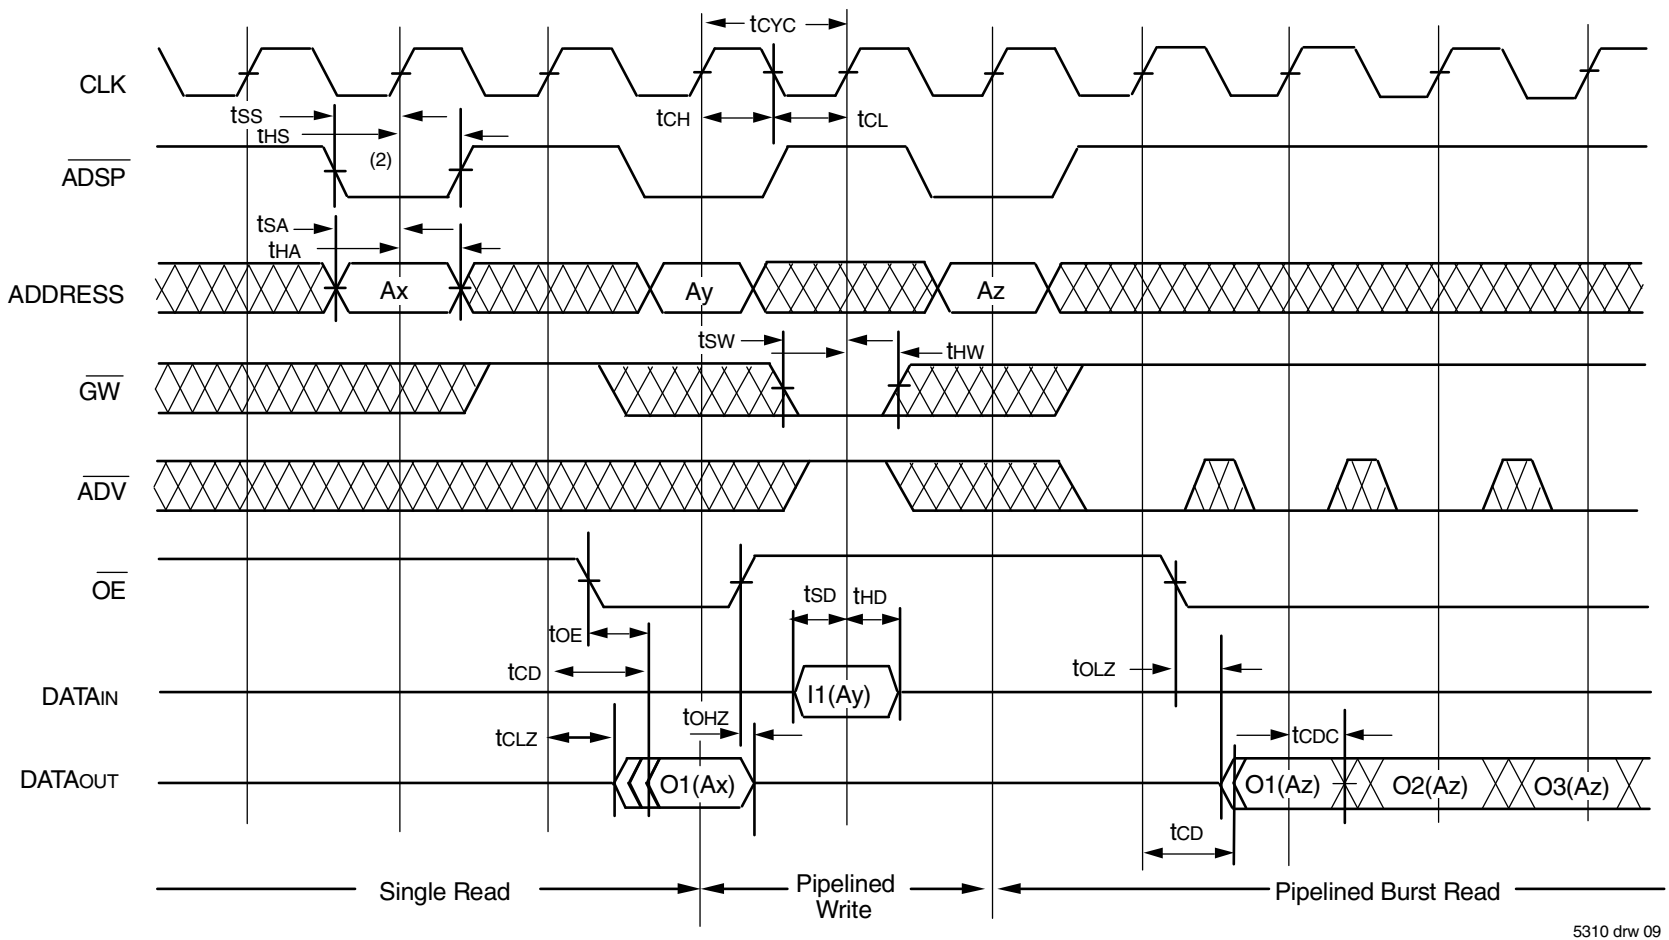 tCYC
CLK
tSS
tCH
tCL
tHS
(2)
ADSP
tSA
tHA
ADDRESS
Ax
Ay
Az
tSW
tHW
GW
ADV
OE
tSD
tHD
tOE
tCD
tOLZ
DATAIN
I1(Ay)
tOHZ
tCLZ
tCDC
DATAOUT
O1(Ax)
O1(Az)
O2(Az)
O3(Az)
tCD
Single Read
Pipelined
Write
Pipelined Burst Read
5310 drw 09